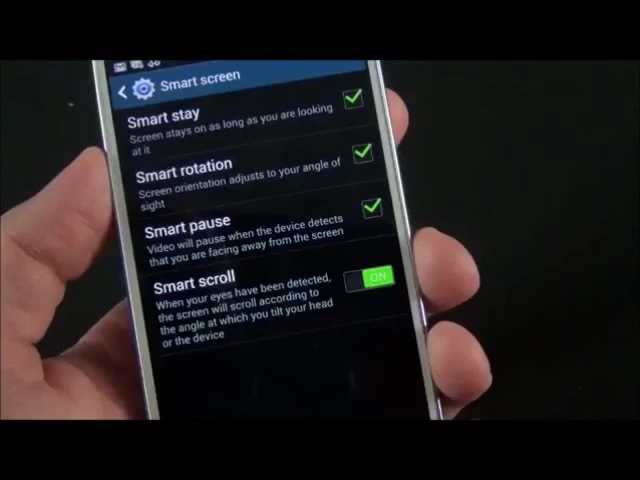 Smart screen
Smart stay
Screen stays on as long as you are looking
at it
Smart rotation
Screen orientation adjusts to your angle of
sight
Smart pause
Video will pause when the device detects
that you are facing away from the screen
Smart scroll
ON
When your eyes have been detected,
the screen will scroll according to
the angle at which you tilt your head
or the device